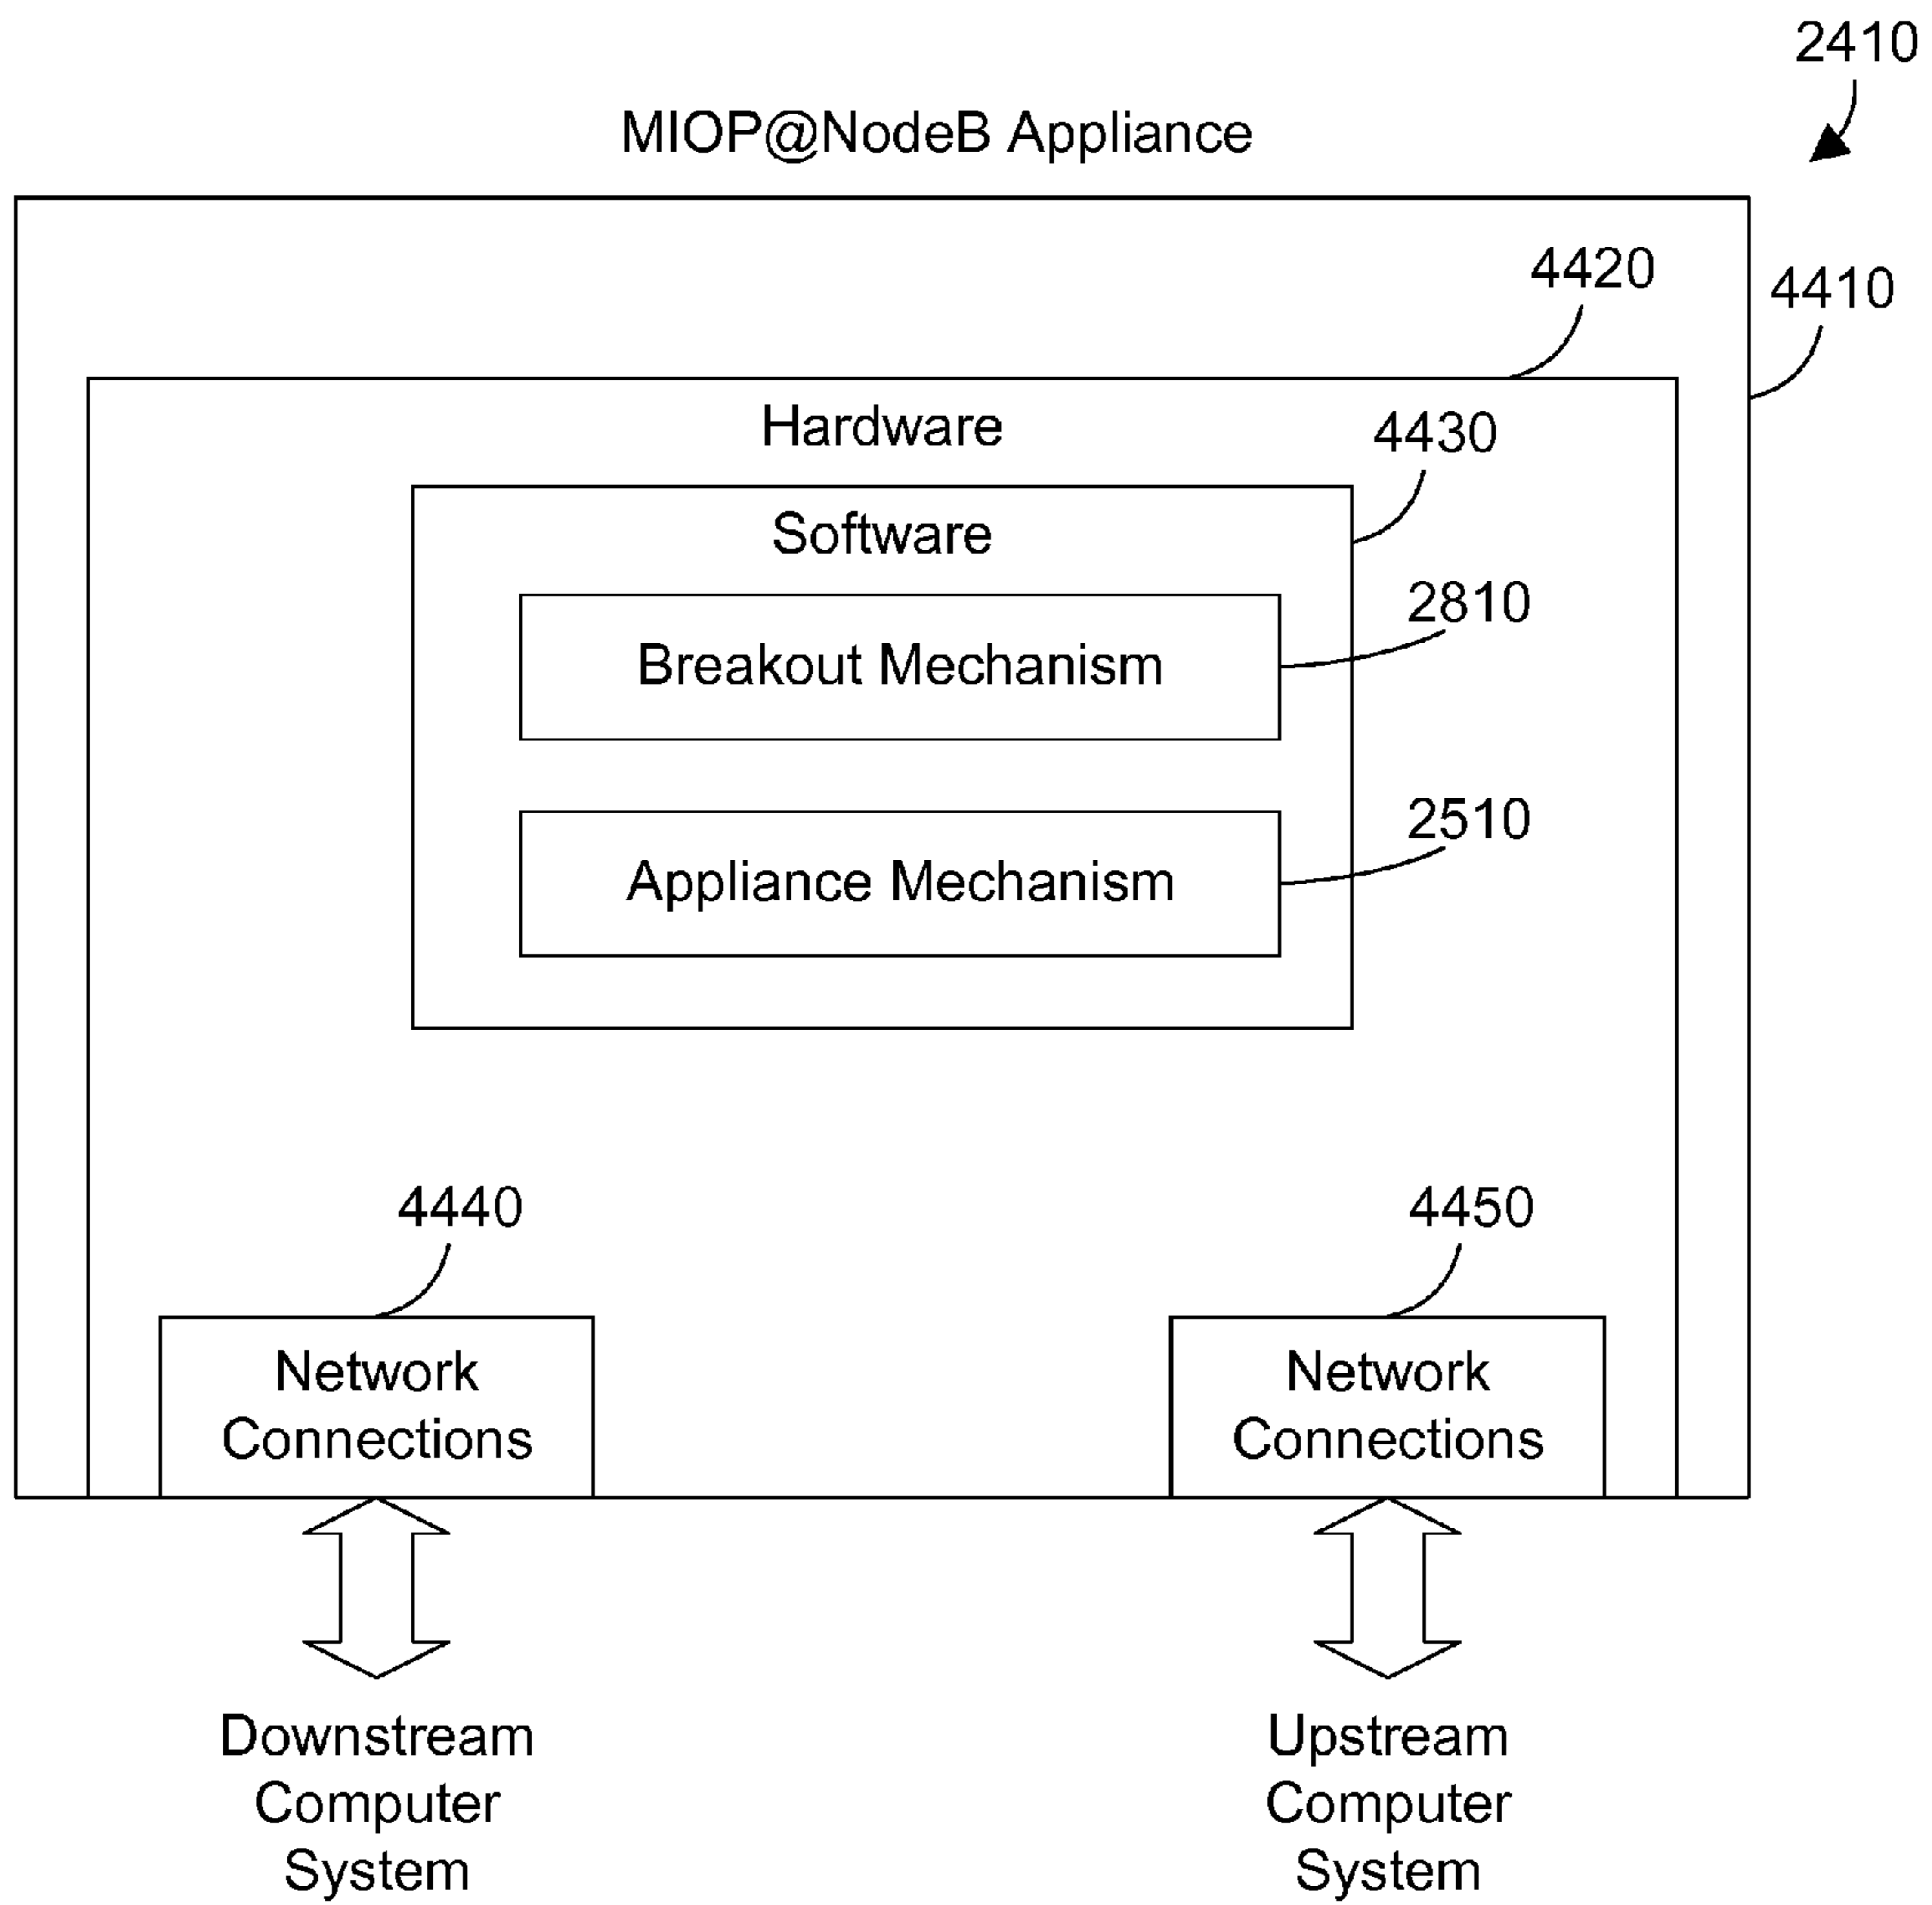 2410
MIOP@NodeB Appliance
4420
4410
Hardware
4430
Software
2810
Breakout Mechanism
2510
Appliance Mechanism
4440
4450
Network
Connections
Network
Connections
Downstream
Computer
System
Upstream
Computer
System